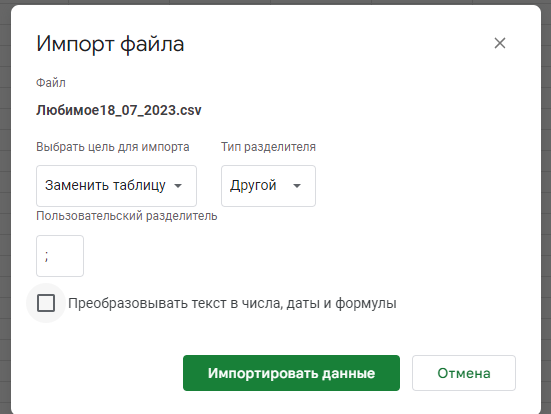 Импорт файла
Файл
Любимое18_07_2023.csv
Выбрать цель для импорта
Тип разделителя
Заменить таблицу
Другой
Пользовательский разделитель
;
Преобразовывать текст в числа, даты и формулы
Импортировать данные
Отмена